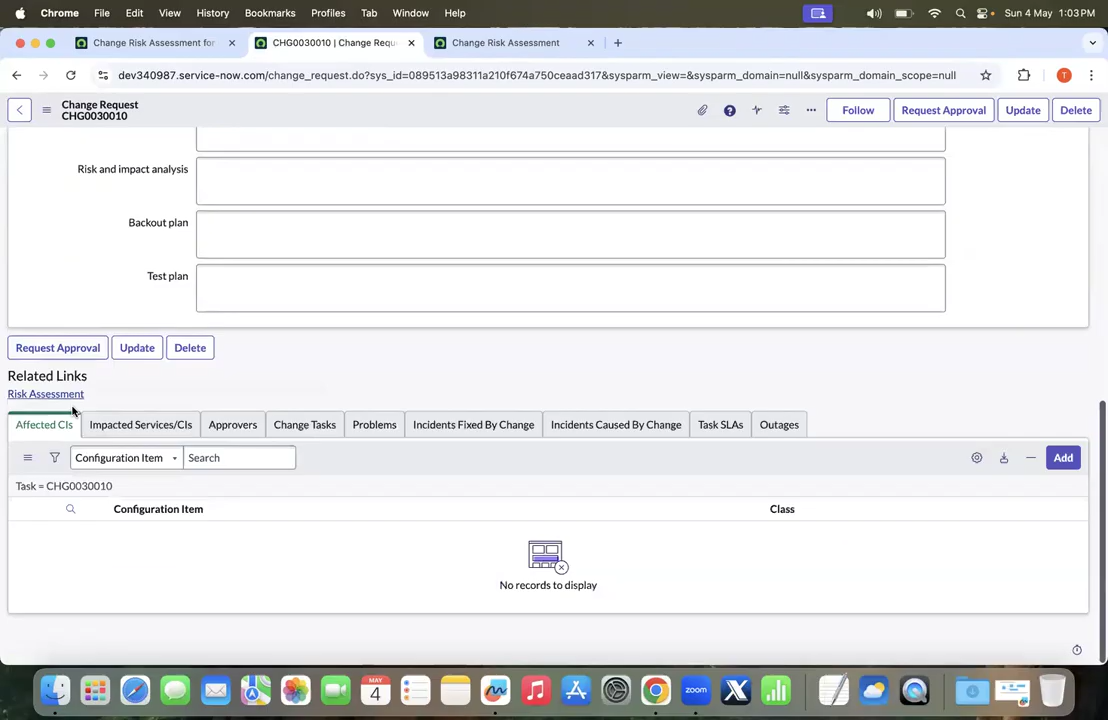 Chrome File Edit View History Bookmarks Profiles Tab Window Help Sun 4 May 1:03 PM
Change Risk Assessment for CHG0030010 | Change Requ Change Risk Assessment
dev340987.service-now.com/change_request.do?sys_id=089513a98311a210f674a750ceaad317&sysparm_view=&sysparm_domain=null&sysparm_domain_scope=null T
Change Request
CHG0030010
Follow Request Approval Update Delete
Risk and impact analysis
Backout plan
Test plan
Request Approval Update Delete
Related Links
Risk Assessment
Affected CIs Impacted Services/CIs Approvers Change Tasks Problems Incidents Fixed By Change Incidents Caused By Change Task SLAs Outages
Configuration Item Search Add
Task = CHG0030010
Configuration Item Class
No records to display
MAY
4
zoom